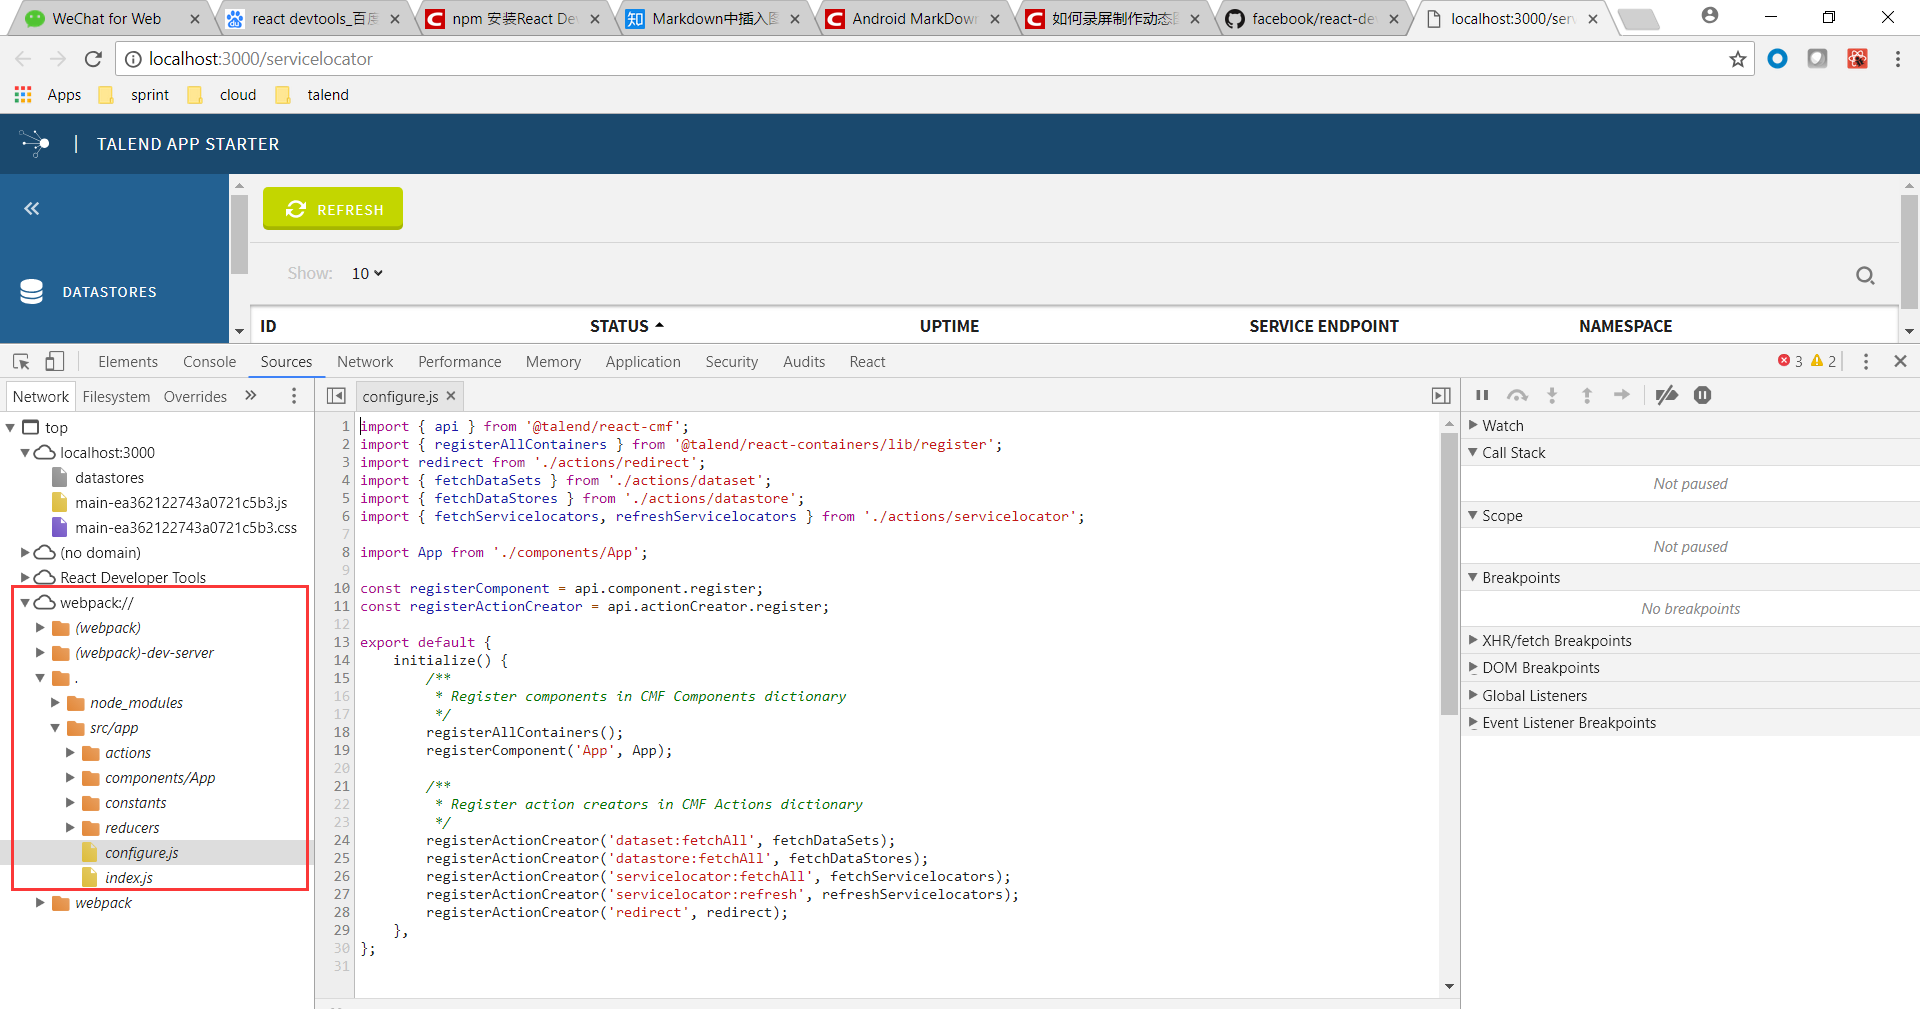 WeChat for Web
react devtools_百度
npm 安装React De
Markdown中插入图
Android MarkDown
如何录屏制作动态图
facebook/react-de
localhost:3000/ser
localhost:3000/servicelocator
Apps sprint cloud talend
| TALEND APP STARTER
REFRESH
Show: 10
DATASTORES
ID STATUS UPTIME SERVICE ENDPOINT NAMESPACE
Elements Console Sources Network Performance Memory Application Security Audits React 3 2
Network Filesystem Overrides »
top
localhost:3000
datastores
main-ea362122743a0721c5b3.js
main-ea362122743a0721c5b3.css
(no domain)
React Developer Tools
webpack://
(webpack)
(webpack)-dev-server
.
node_modules
src/app
actions
components/App
constants
reducers
configure.js
index.js
webpack
configure.js
1 import { api } from '@talend/react-cmf';
2 import { registerAllContainers } from '@talend/react-containers/lib/register';
3 import redirect from './actions/redirect';
4 import { fetchDataSets } from './actions/dataset';
5 import { fetchDataStores } from './actions/datastore';
6 import { fetchServicelocators, refreshServicelocators } from './actions/servicelocator';
7
8 import App from './components/App';
9
10 const registerComponent = api.component.register;
11 const registerActionCreator = api.actionCreator.register;
12
13 export default {
14 initialize() {
15 /**
16 * Register components in CMF Components dictionary
17 */
18 registerAllContainers();
19 registerComponent('App', App);
20
21 /**
22 * Register action creators in CMF Actions dictionary
23 */
24 registerActionCreator('dataset:fetchAll', fetchDataSets);
25 registerActionCreator('datastore:fetchAll', fetchDataStores);
26 registerActionCreator('servicelocator:fetchAll', fetchServicelocators);
27 registerActionCreator('servicelocator:refresh', refreshServicelocators);
28 registerActionCreator('redirect', redirect);
29 },
30 };
31
Watch
Call Stack
Not paused
Scope
Not paused
Breakpoints
No breakpoints
XHR/fetch Breakpoints
DOM Breakpoints
Global Listeners
Event Listener Breakpoints